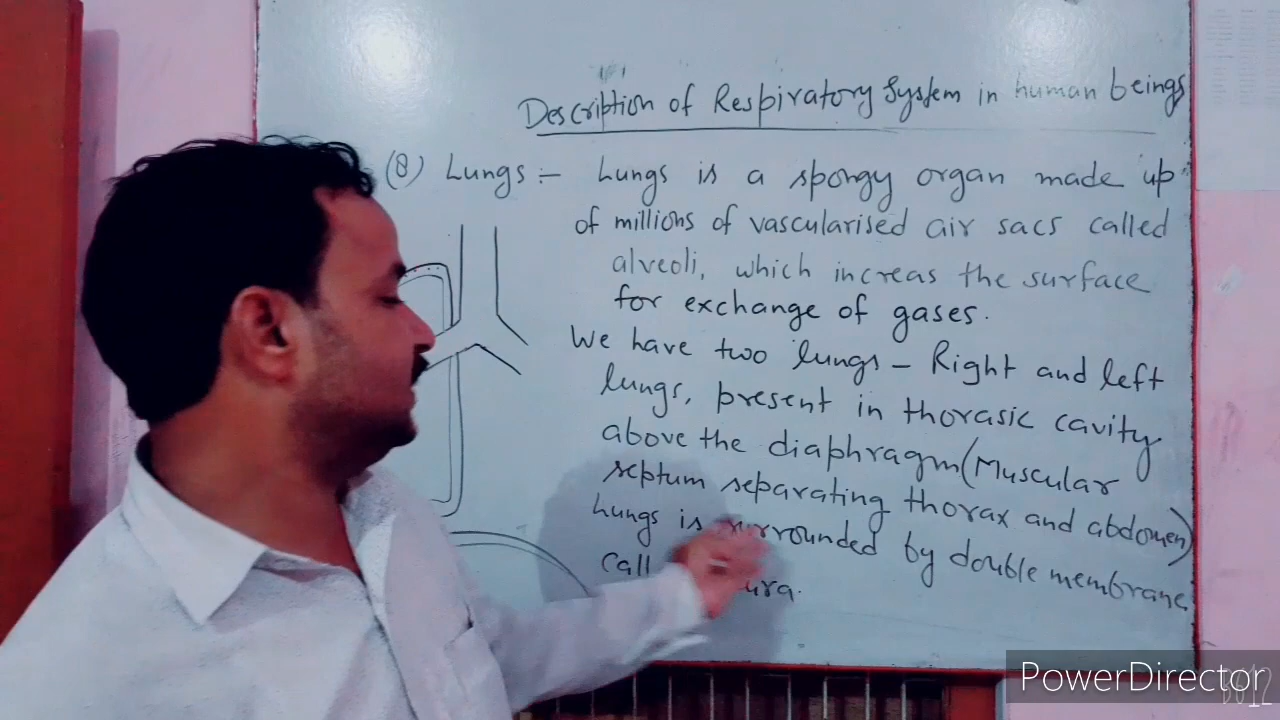 Description of Respiratory System in human beings
(8) Lungs :- Lungs is a spongy organ made up
of millions of vascularised air sacs called
alveoli, which increas the surface
for exchange of gases.
We have two lungs - Right and left
lungs, present in thorasic cavity
above the diaphragm (Muscular
septum separating thorax and abdomen)
Lungs is surrounded by double membrane
PowerDirector